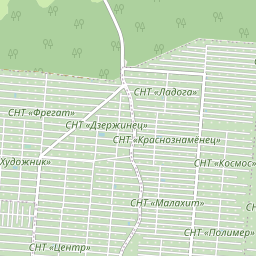 СНТ «Ладога»
СНТ «Фрегат»
СНТ «Дзержинец»
СНТ «Краснознаменец»
Художник»
СНТ «Космос»
СНТ «Малахит»
СНТ «Полимер»
СНТ «Центр»